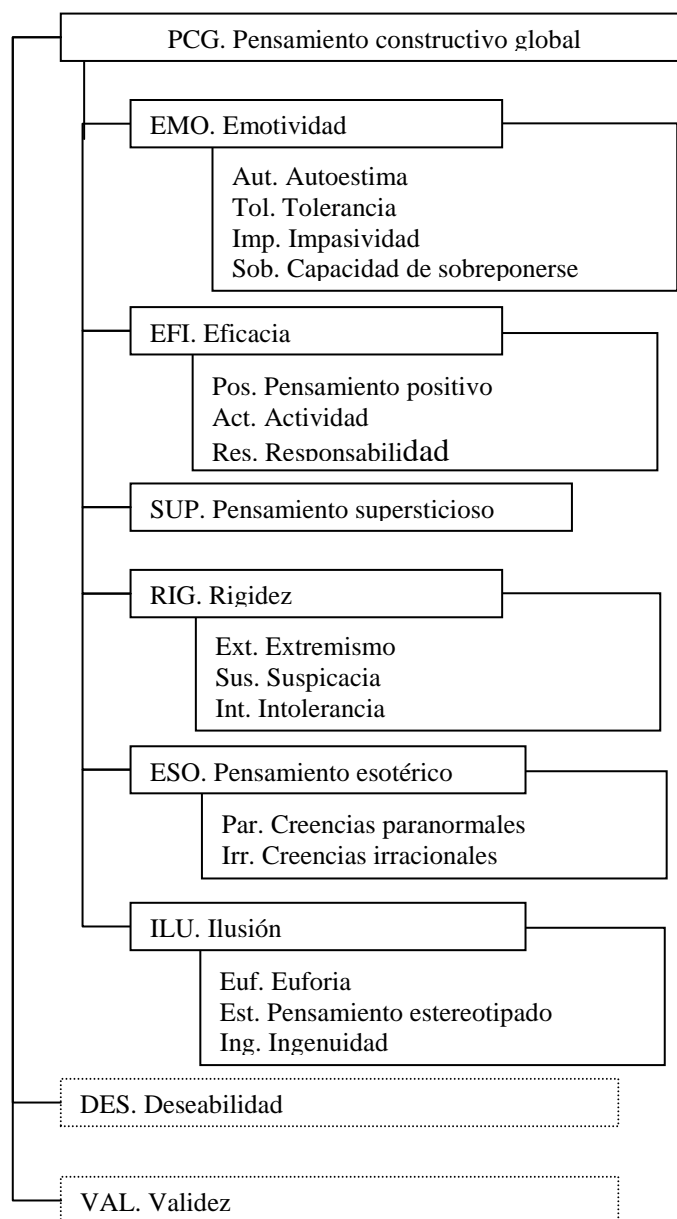 PCG. Pensamiento constructivo global
EMO. Emotividad
Aut. Autoestima
Tol. Tolerancia
Imp. Impasividad
Sob. Capacidad de sobreponerse
EFI. Eficacia
Pos. Pensamiento positivo
Act. Actividad
Res. Responsabilidad
SUP. Pensamiento supersticioso
RIG. Rigidez
Ext. Extremismo
Sus. Suspicacia
Int. Intolerancia
ESO. Pensamiento esotérico
Par. Creencias paranormales
Irr. Creencias irracionales
ILU. Ilusión
Euf. Euforia
Est. Pensamiento estereotipado
Ing. Ingenuidad
DES. Deseabilidad
VAL. Validez